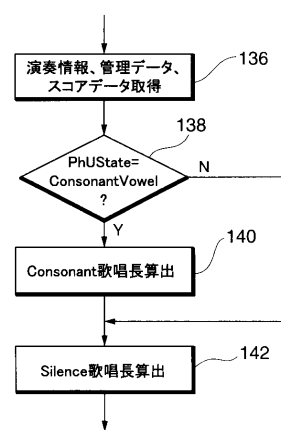 演奏情報、管理データ、
スコアデータ取得
136
138
PhUState=
ConsonantVowel
?
N
Y
Consonant歌唱長算出
140
Silence歌唱長算出
142